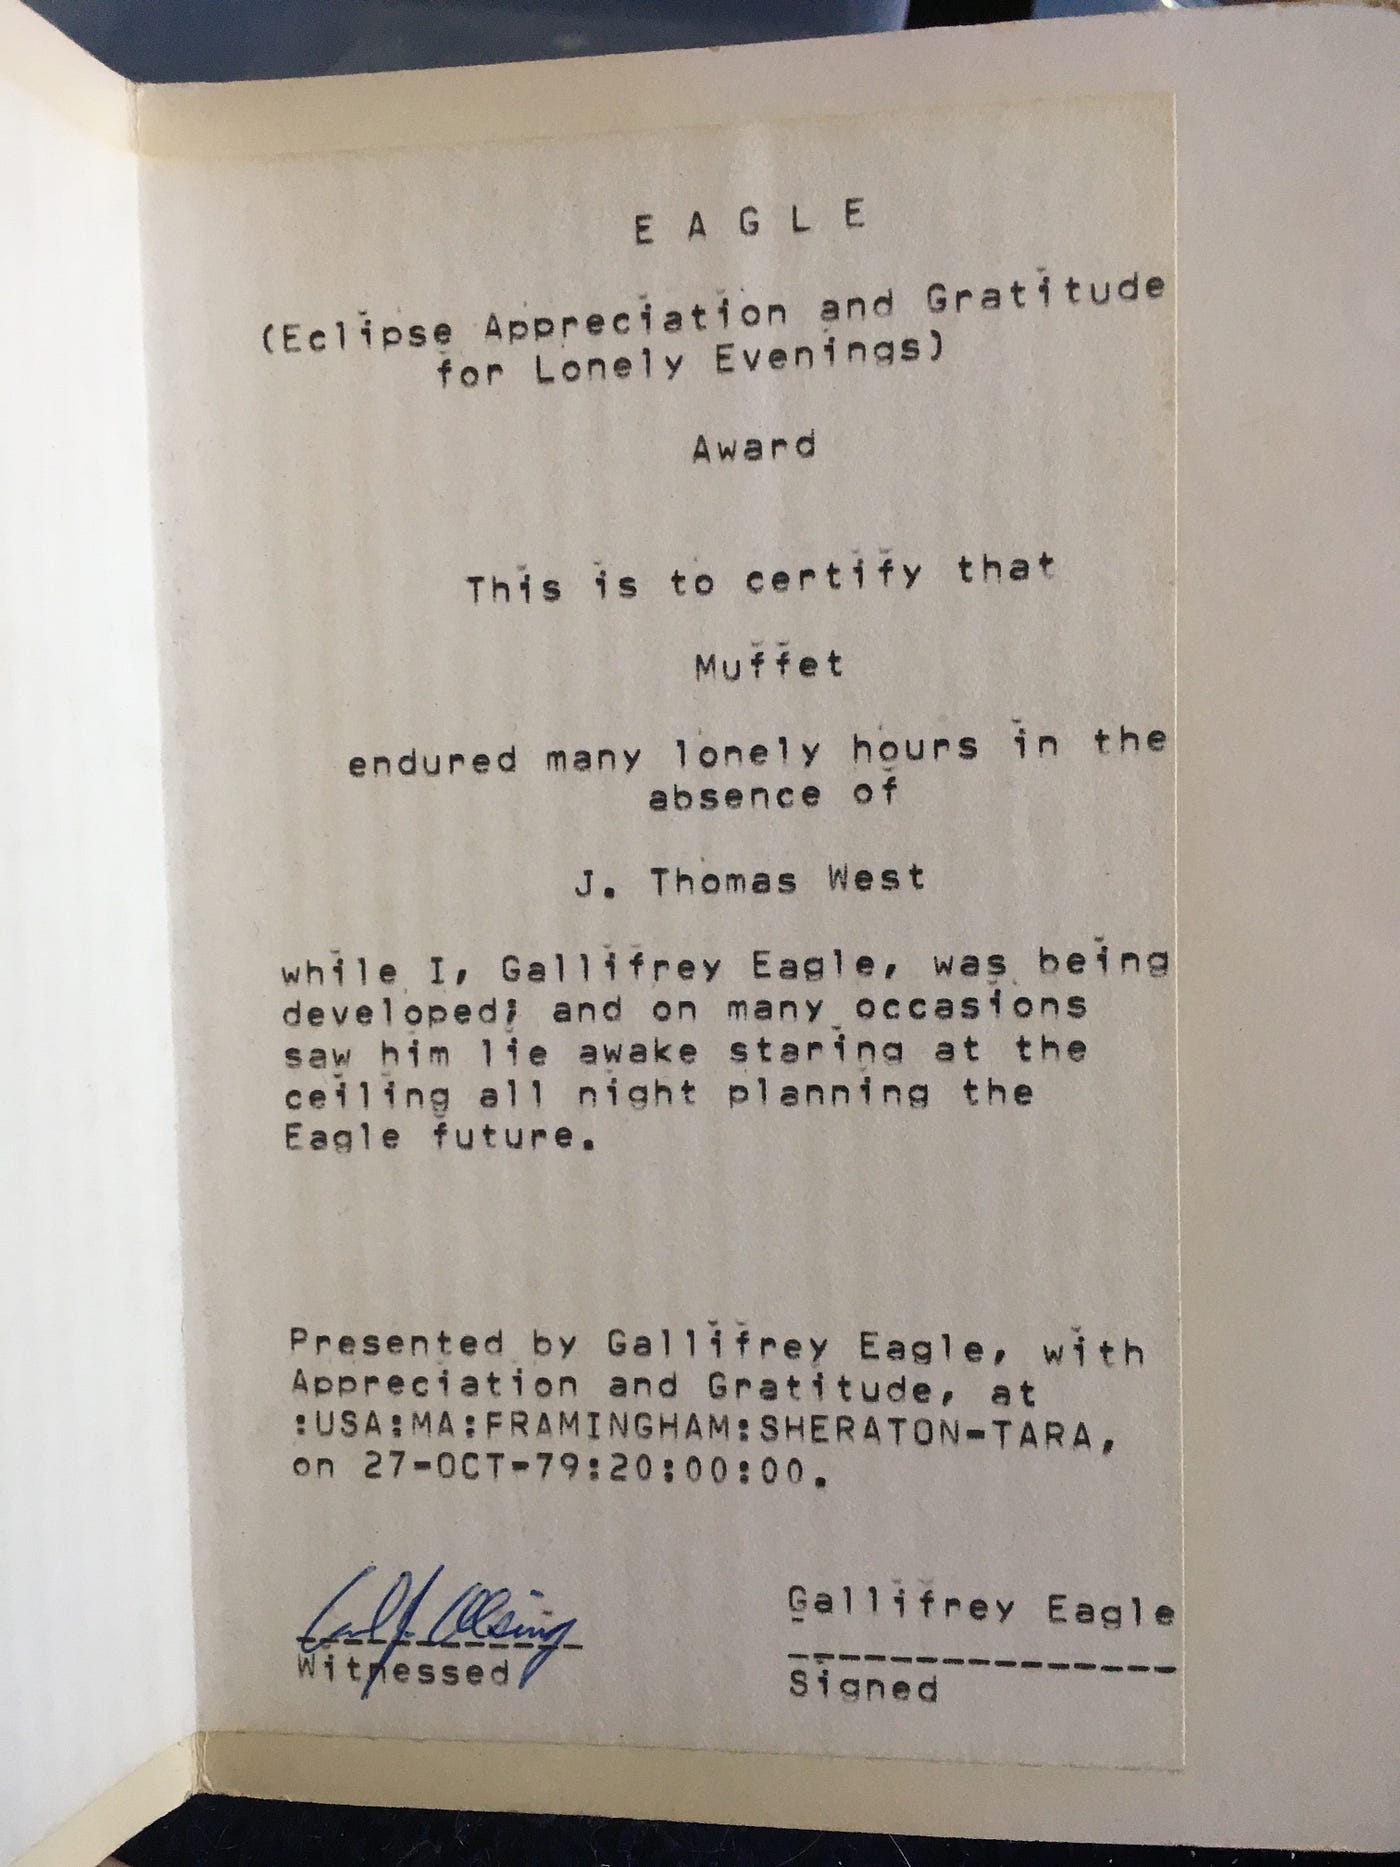 E A G L E
(Eclipse Appreciation and Gratitude
for Lonely Evenings)
Award
This is to certify that
Muffet
endured many lonely hours in the
absence of
J. Thomas West
while I, Gallifrey Eagle, was being
developed; and on many occasions
saw him lie awake staring at the
ceiling all night planning the
Eagle future.
Presented by Gallifrey Eagle, with
Appreciation and Gratitude, at
:USA:MA:FRAMINGHAM:SHERATON-TARA,
on 27-OCT-79:20:00:00.
Carl J. Alsing
Witnessed
Gallifrey Eagle
Signed